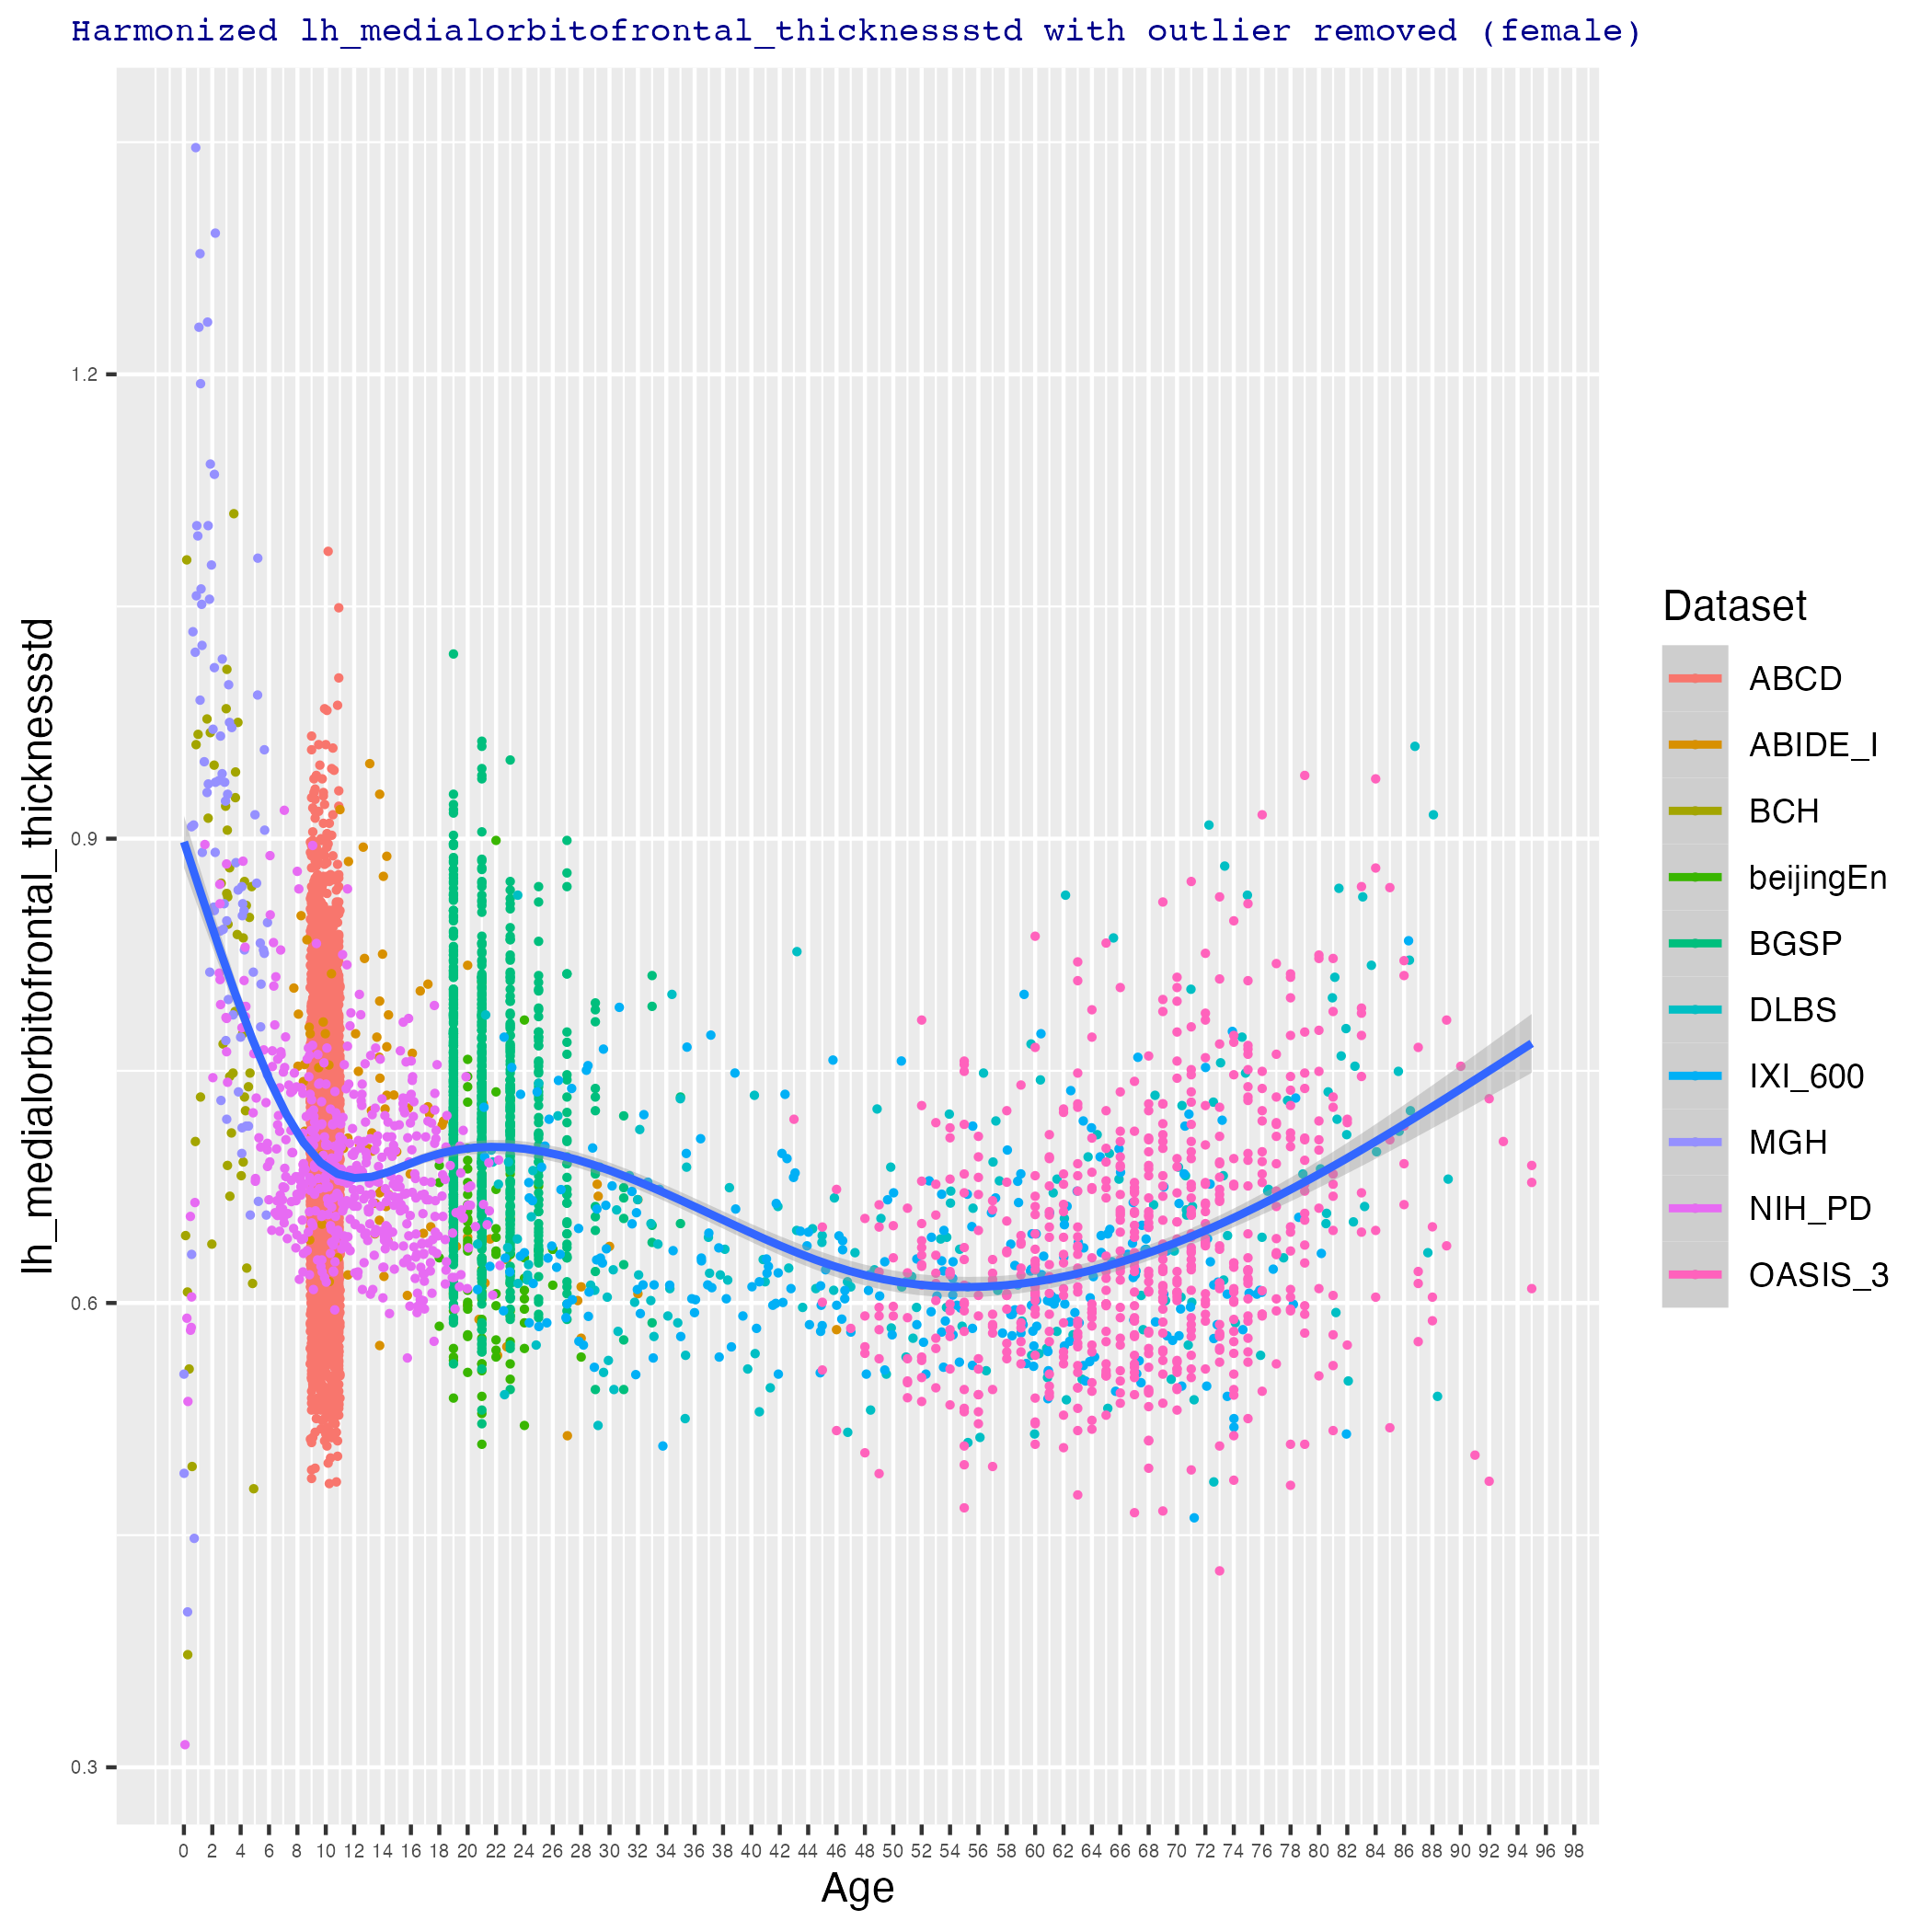 Harmonized lh_medialorbitofrontal_thicknessstd with outlier removed (female)
lh_medialorbitofrontal_thicknessstd
1.2
0.9
0.6
0.3
0 2 4 6 8 10 12 14 16 18 20 22 24 26 28 30 32 34 36 38 40 42 44 46 48 50 52 54 56 58 60 62 64 66 68 70 72 74 76 78 80 82 84 86 88 90 92 94 96 98
Age
Dataset
ABCD
ABIDE_I
BCH
beijingEn
BGSP
DLBS
IXI_600
MGH
NIH_PD
OASIS_3